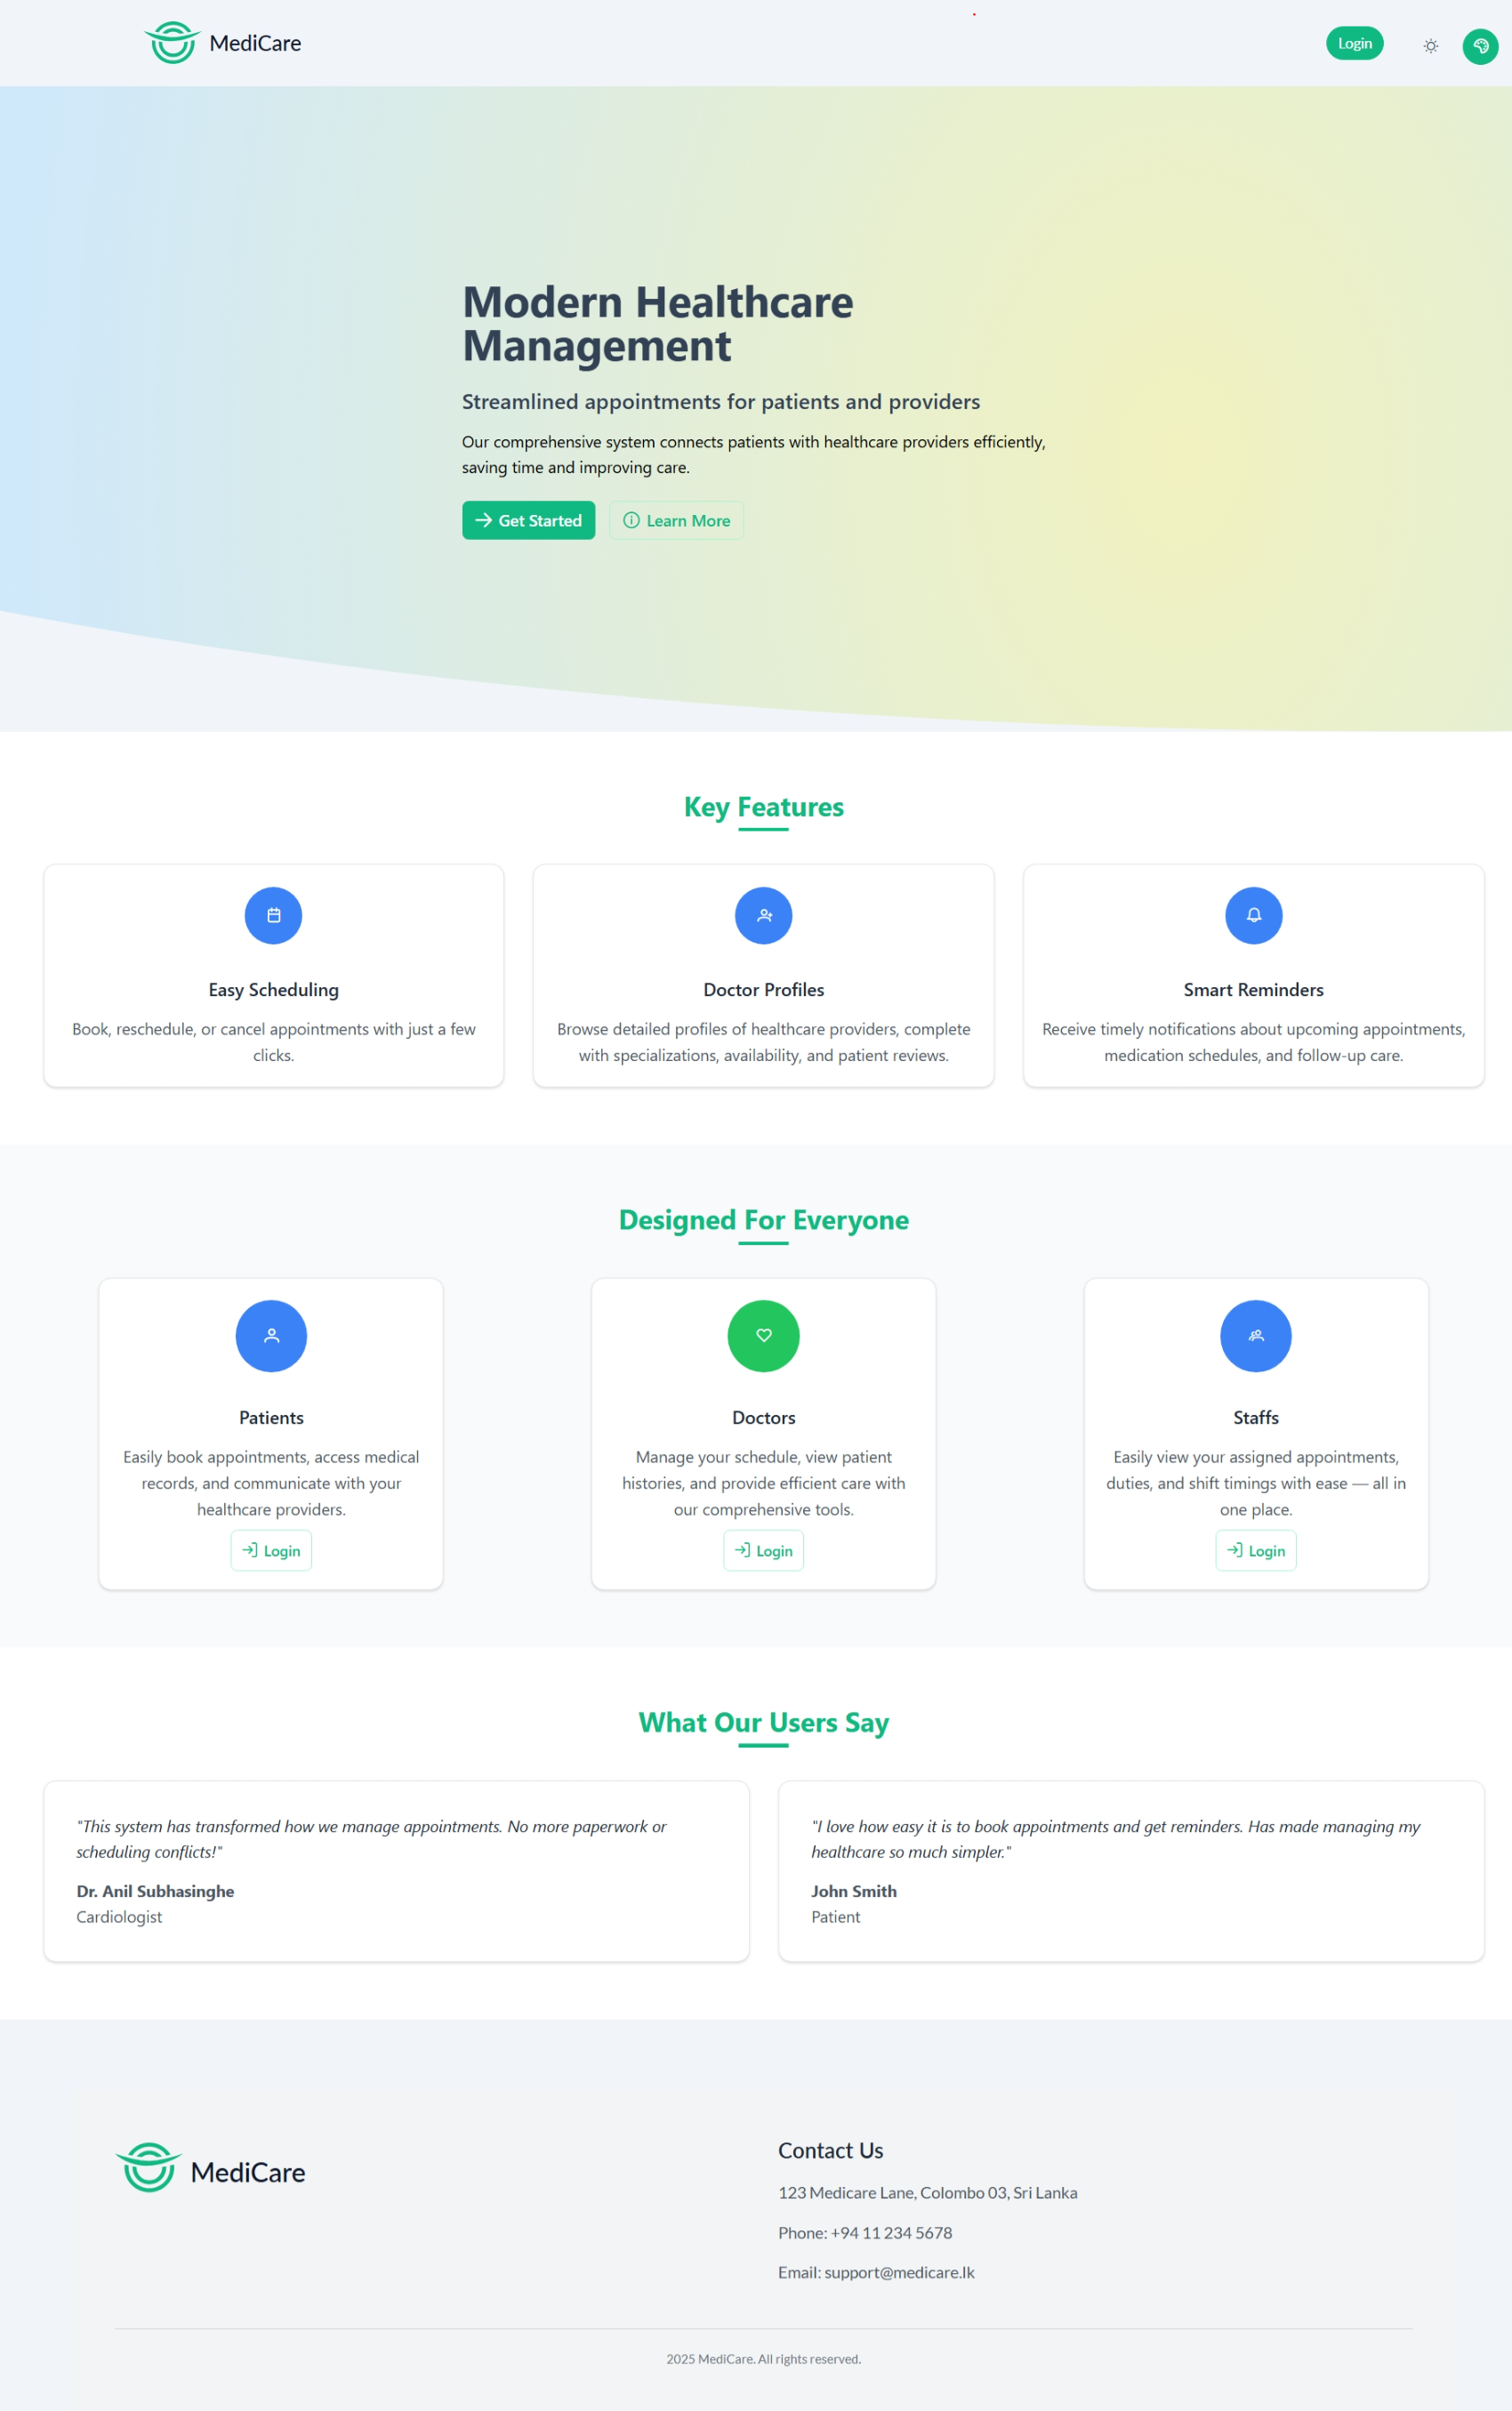 MediCare
Login
Modern Healthcare
Management
Streamlined appointments for patients and providers
Our comprehensive system connects patients with healthcare providers efficiently,
saving time and improving care.
Get Started
Learn More
Key Features
Easy Scheduling
Book, reschedule, or cancel appointments with just a few
clicks.
Doctor Profiles
Browse detailed profiles of healthcare providers, complete
with specializations, availability, and patient reviews.
Smart Reminders
Receive timely notifications about upcoming appointments,
medication schedules, and follow-up care.
Designed For Everyone
Patients
Easily book appointments, access medical
records, and communicate with your
healthcare providers.
Login
Doctors
Manage your schedule, view patient
histories, and provide efficient care with
our comprehensive tools.
Login
Staffs
Easily view your assigned appointments,
duties, and shift timings with ease — all in
one place.
Login
What Our Users Say
"This system has transformed how we manage appointments. No more paperwork or
scheduling conflicts!"
Dr. Anil Subhasinghe
Cardiologist
"I love how easy it is to book appointments and get reminders. Has made managing my
healthcare so much simpler."
John Smith
Patient
MediCare
Contact Us
123 Medicare Lane, Colombo 03, Sri Lanka
Phone: +94 11 234 5678
Email: support@medicare.lk
2025 MediCare. All rights reserved.